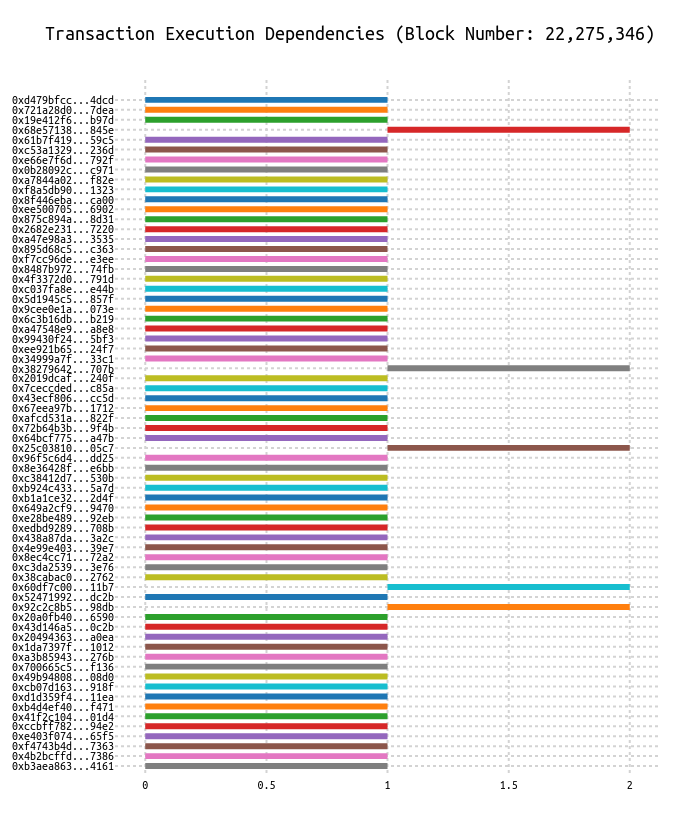 Transaction Execution Dependencies (Block Number: 22,275,346)
0xd479bfcc...4dcd
0x721a28d0...7dea
0x19e412f6...b97d
0x68e57138...845e
0x61b7f419...59c5
0xc53a1329...236d
0xe66e7f6d...792f
0x0b28092c...c971
0xa7844a02...f82e
0xf8a5db90...1323
0x8f446eba...ca00
0xee500705...6902
0x875c894a...8d31
0x2682e231...7220
0xa47e98a3...3535
0x895d68c5...c363
0xf7cc96de...e3ee
0x8487b972...74fb
0x4f3372d0...791d
0xc037fa8e...e44b
0x5d1945c5...857f
0x9cee0e1a...073e
0x6c3b16db...b219
0xa47548e9...a8e8
0x99430f24...5bf3
0xee921b65...24f7
0x34999a7f...33c1
0x38279642...707b
0x2019dcaf...240f
0x7ceccded...c85a
0x43ecf806...cc5d
0x67eea97b...1712
0xafcd531a...822f
0x72b64b3b...9f4b
0x64bcf775...a47b
0x25c03810...05c7
0x96f5c6d4...dd25
0x8e36428f...e6bb
0xc38412d7...530b
0xb924c433...5a7d
0xb1a1ce32...2d4f
0x649a2cf9...9470
0xe28be489...92eb
0xedbd9289...708b
0x438a87da...3a2c
0x4e99e403...39e7
0x8ec4cc71...72a2
0xc3da2539...3e76
0x38cabac0...2762
0x60df7c00...11b7
0x52471992...dc2b
0x92c2c8b5...98db
0x20a0fb40...6590
0x43d146a5...0c2b
0x20494363...a0ea
0x1da7397f...1012
0xa3b85943...276b
0x700665c5...f136
0x49b94808...08d0
0xcb07d163...918f
0xd1d359f4...11ea
0xb4d4ef40...f471
0x41f2c104...01d4
0xccbff782...94e2
0xe403f074...65f5
0xf4743b4d...7363
0x4b2bcffd...7386
0xb3aea863...4161
0 0.5 1 1.5 2